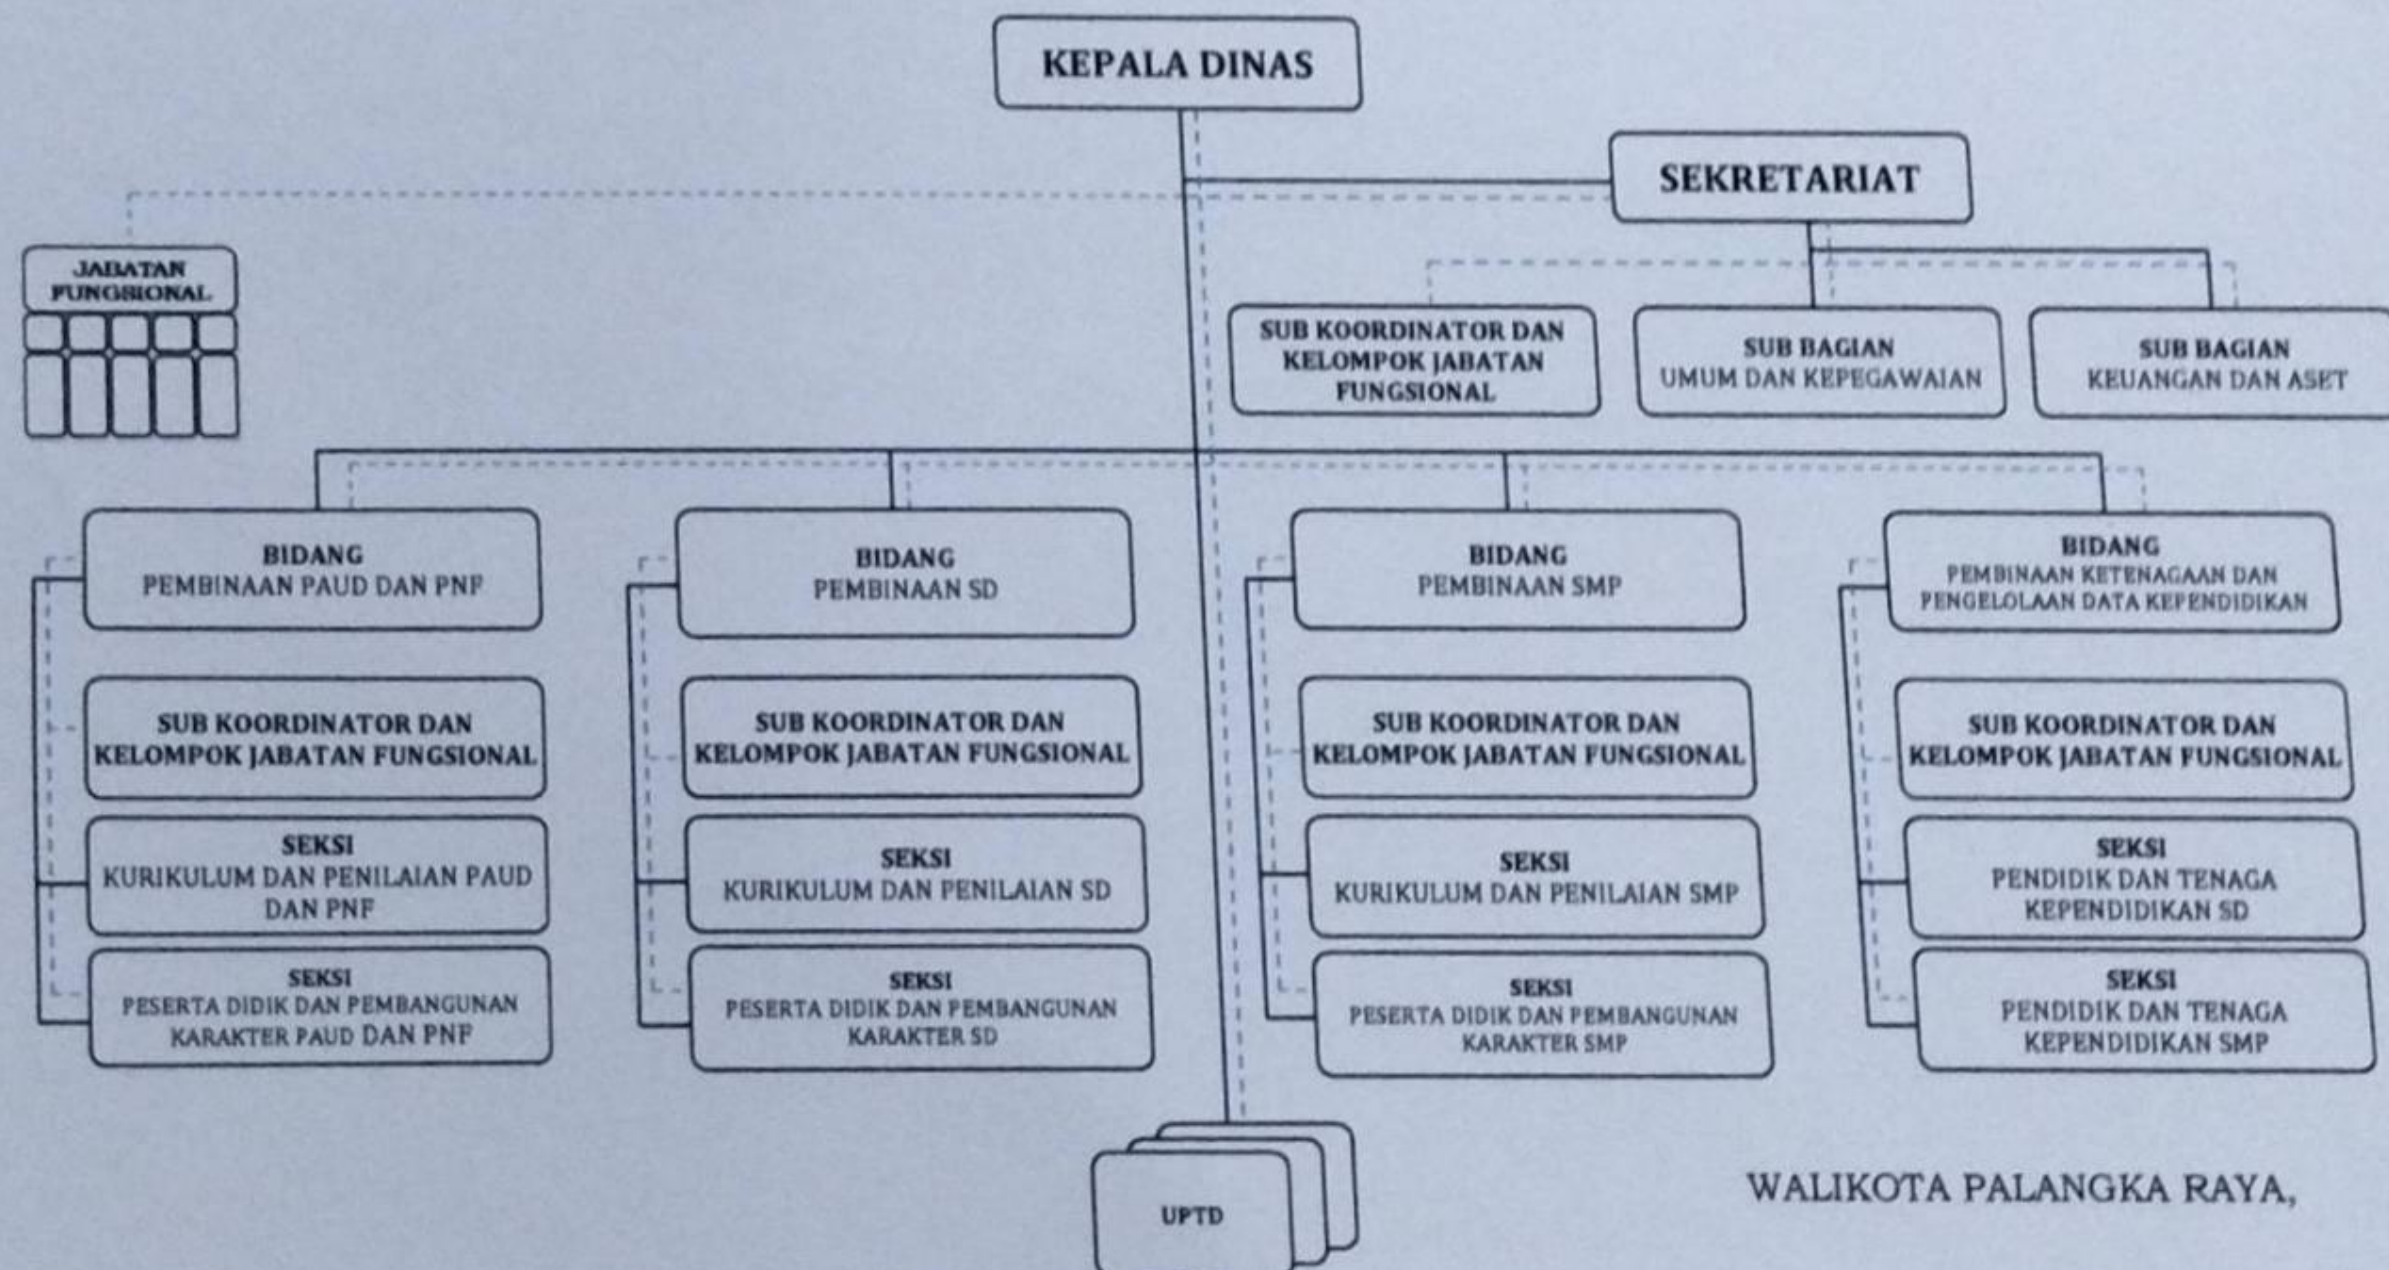 KEPALA DINAS
SEKRETARIAT
JABATAN
FUNGSIONAL
SUB KOORDINATOR DAN
KELOMPOK JABATAN
FUNGSIONAL
SUB BAGIAN
UMUM DAN KEPEGAWAIAN
SUB BAGIAN
KEUANGAN DAN ASET
BIDANG
PEMBINAAN PAUD DAN PNF
BIDANG
PEMBINAAN SD
BIDANG
PEMBINAAN SMP
BIDANG
PEMBINAAN KETENAGAAN DAN
PENGELOLAAN DATA KEPENDIDIKAN
SUB KOORDINATOR DAN
KELOMPOK JABATAN FUNGSIONAL
SUB KOORDINATOR DAN
KELOMPOK JABATAN FUNGSIONAL
SUB KOORDINATOR DAN
KELOMPOK JABATAN FUNGSIONAL
SUB KOORDINATOR DAN
KELOMPOK JABATAN FUNGSIONAL
SEKSI
KURIKULUM DAN PENILAIAN PAUD
DAN PNF
SEKSI
KURIKULUM DAN PENILAIAN SD
SEKSI
KURIKULUM DAN PENILAIAN SMP
SEKSI
PENDIDIK DAN TENAGA
KEPENDIDIKAN SD
SEKSI
PESERTA DIDIK DAN PEMBANGUNAN
KARAKTER PAUD DAN PNF
SEKSI
PESERTA DIDIK DAN PEMBANGUNAN
KARAKTER SD
SEKSI
PESERTA DIDIK DAN PEMBANGUNAN
KARAKTER SMP
SEKSI
PENDIDIK DAN TENAGA
KEPENDIDIKAN SMP
UPTD
WALIKOTA PALANGKA RAYA,